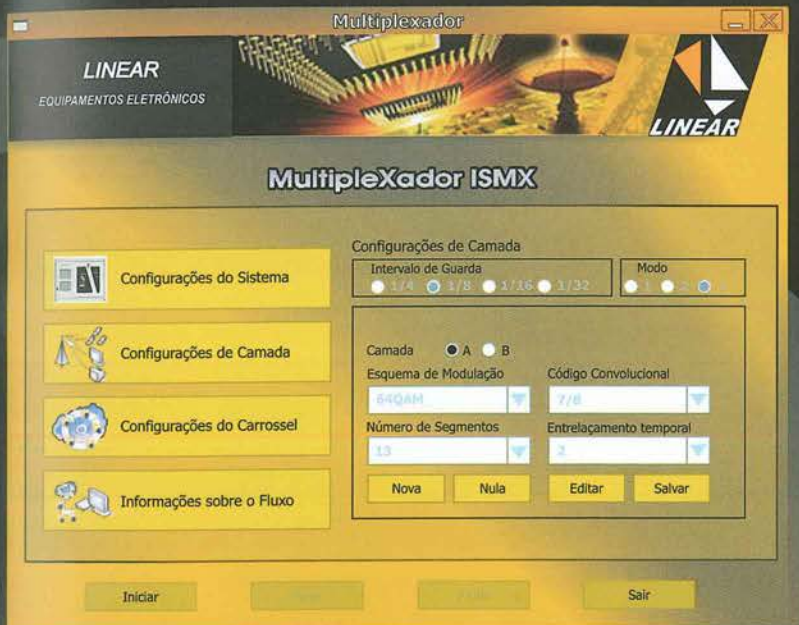 Multiplexador
LINEAR
EQUIPAMENTOS ELETRÔNICOS
LINEAR
MultipleXador ISMX
Configurações do Sistema
Configurações de Camada
Configurações do Carrossel
Informações sobre o Fluxo
Configurações de Camada
Intervalo de Guarda
1/4 1/8 1/16 1/32
Modo
1 2
Camada A B
Esquema de Modulação Código Convolucional
64QAM 7/8
Número de Segmentos Entrelaçamento temporal
13 2
Nova Nula Editar Salvar
Iniciar Sair